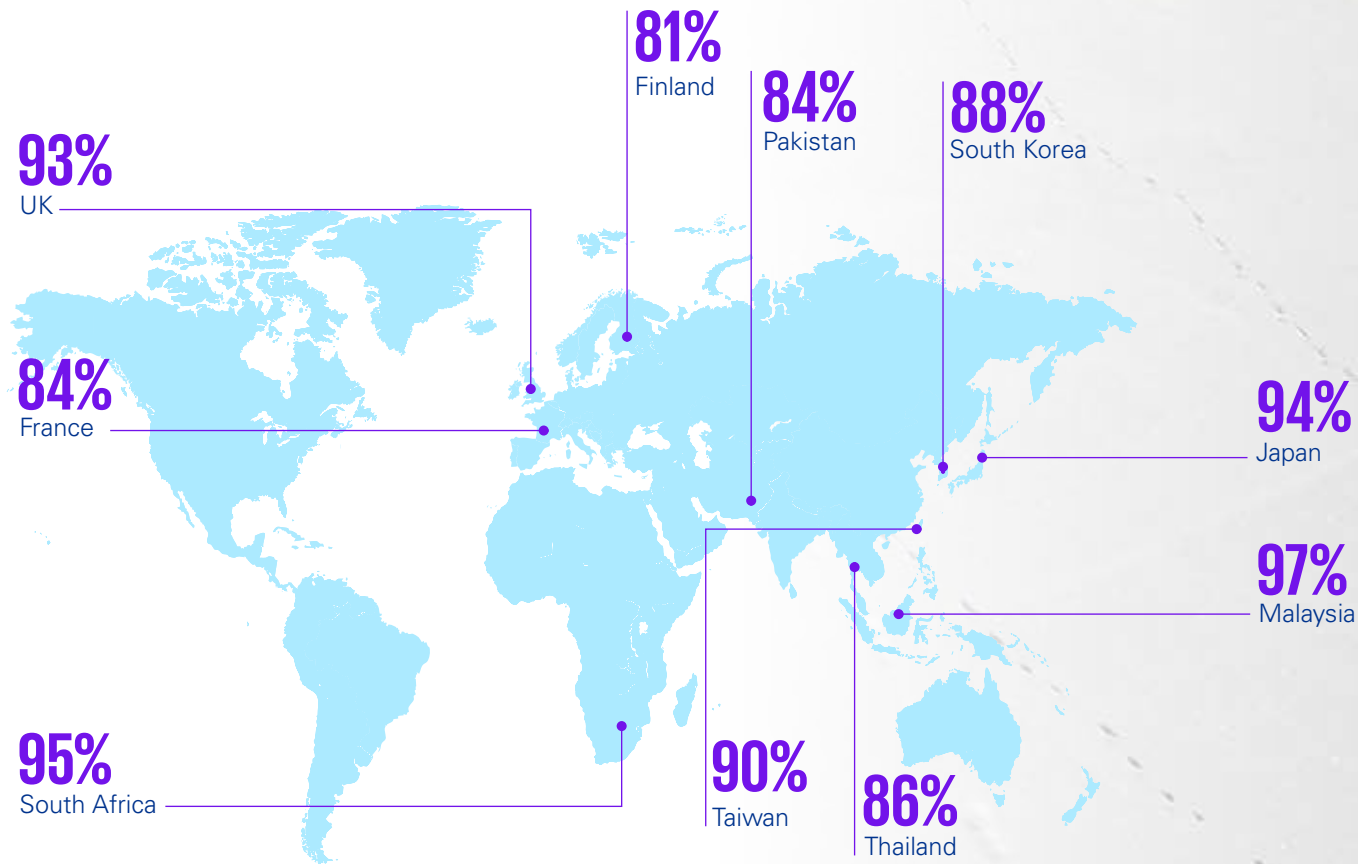 81%
Finland
84%
Pakistan
88%
South Korea
93%
UK
84%
France
94%
Japan
97%
Malaysia
95%
South Africa
90%
Taiwan
86%
Thailand